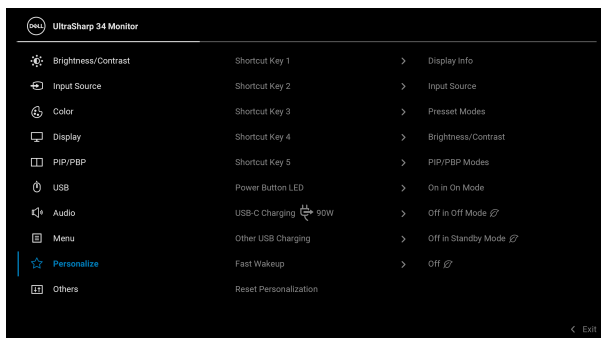 DELL UltraSharp 34 Monitor
Brightness/Contrast Shortcut Key 1 > Display Info
Input Source Shortcut Key 2 > Input Source
Color Shortcut Key 3 > Presset Modes
Display Shortcut Key 4 > Brightness/Contrast
PIP/PBP Shortcut Key 5 > PIP/PBP Modes
USB Power Button LED > On in On Mode
Audio USB-C Charging 90W > Off in Off Mode
Menu Other USB Charging > Off in Standby Mode
Personalize Fast Wakeup > Off
Others Reset Personalization
< Exit